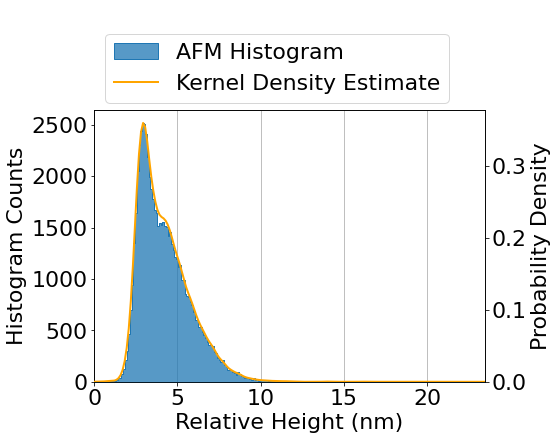 AFM Histogram
Kernel Density Estimate
2500
2000
1500
1000
500
0
Histogram Counts
0.3
0.2
0.1
0.0
Probability Density
0 5 10 15 20
Relative Height (nm)